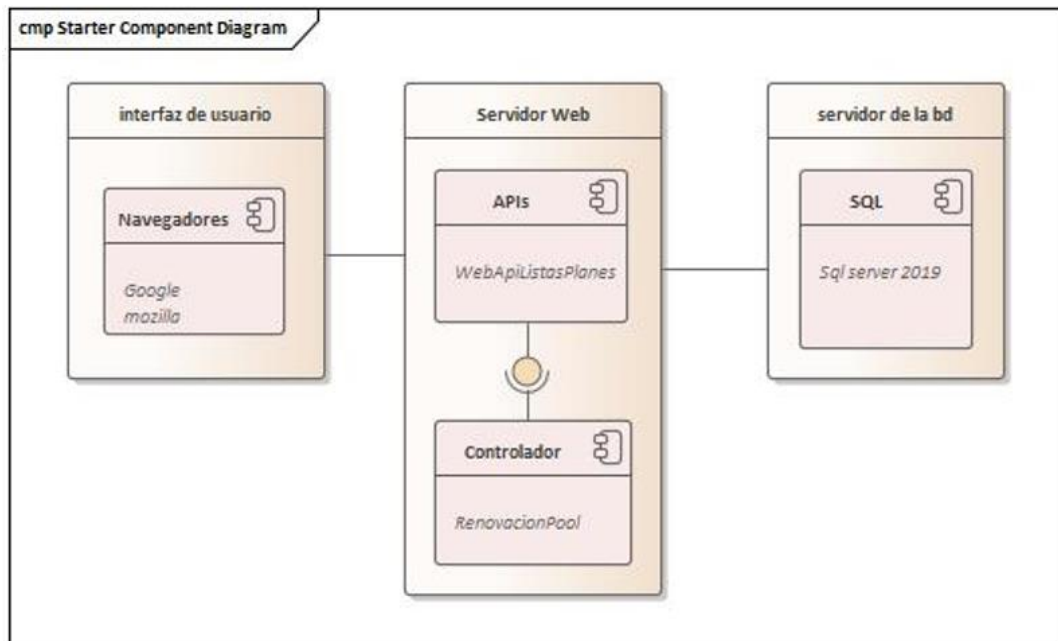 cmp Starter Component Diagram
interfaz de usuario
Navegadores
Google
mozilla
Servidor Web
APIs
WebApiListasPlanes
Controlador
RenovacionPool
servidor de la bd
SQL
Sql server 2019